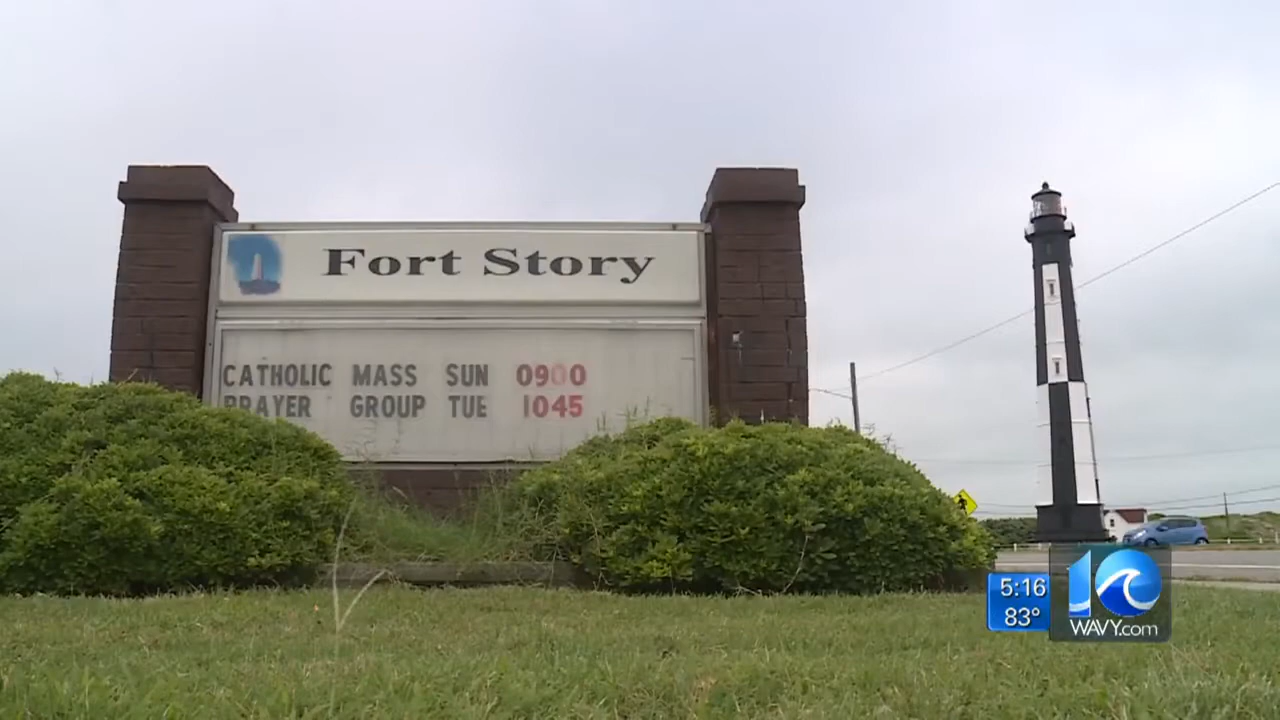 Fort Story
CATHOLIC MASS SUN 0900
PRAYER GROUP TUE 1045
5:16
83°
10
WAVY.com